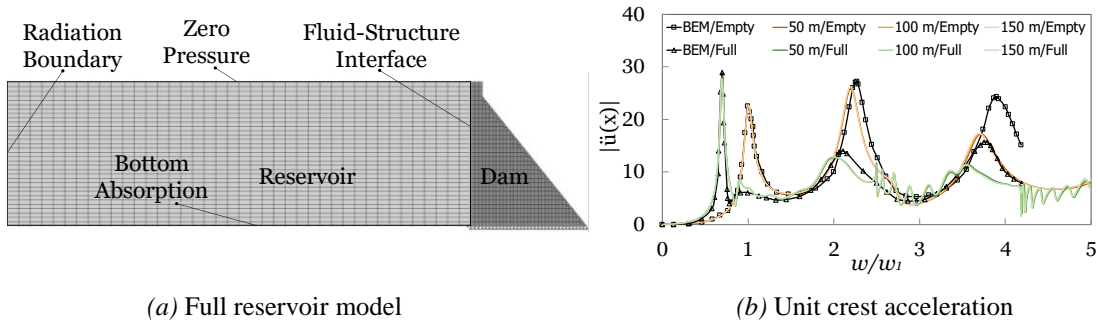 Radiation
Boundary
Zero
Pressure
Fluid-Structure
Interface
Bottom
Absorption
Reservoir
Dam
(a) Full reservoir model
|ü(x)|
40
30
20
10
0
BEM/Empty 50 m/Empty 100 m/Empty 150 m/Empty
BEM/Full 50 m/Full 100 m/Full 150 m/Full
0 1 2 3 4 5
w/w₁
(b) Unit crest acceleration